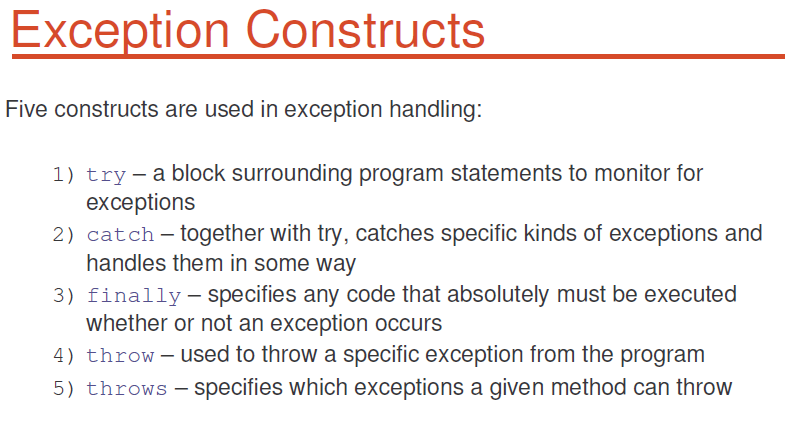 Exception Constructs
Five constructs are used in exception handling:
1) try – a block surrounding program statements to monitor for
exceptions
2) catch – together with try, catches specific kinds of exceptions and
handles them in some way
3) finally – specifies any code that absolutely must be executed
whether or not an exception occurs
4) throw – used to throw a specific exception from the program
5) throws – specifies which exceptions a given method can throw